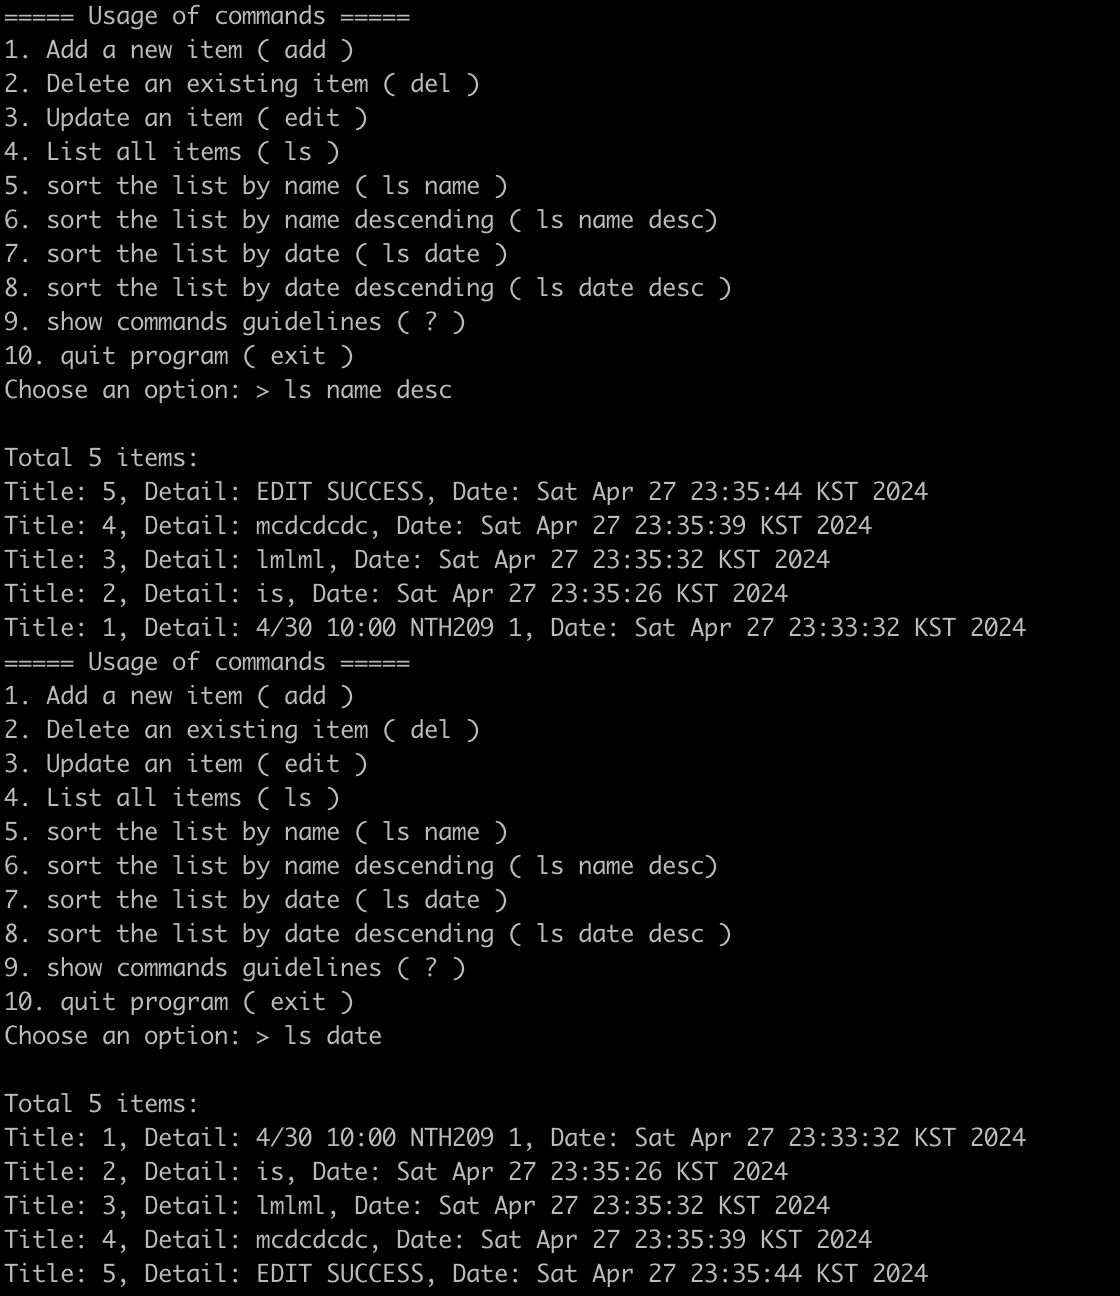 ===== Usage of commands =====
1. Add a new item ( add )
2. Delete an existing item ( del )
3. Update an item ( edit )
4. List all items ( ls )
5. sort the list by name ( ls name )
6. sort the list by name descending ( ls name desc)
7. sort the list by date ( ls date )
8. sort the list by date descending ( ls date desc )
9. show commands guidelines ( ? )
10. quit program ( exit )
Choose an option: > ls name desc

Total 5 items:
Title: 5, Detail: EDIT SUCCESS, Date: Sat Apr 27 23:35:44 KST 2024
Title: 4, Detail: mcdcdcdc, Date: Sat Apr 27 23:35:39 KST 2024
Title: 3, Detail: lmlml, Date: Sat Apr 27 23:35:32 KST 2024
Title: 2, Detail: is, Date: Sat Apr 27 23:35:26 KST 2024
Title: 1, Detail: 4/30 10:00 NTH209 1, Date: Sat Apr 27 23:33:32 KST 2024
===== Usage of commands =====
1. Add a new item ( add )
2. Delete an existing item ( del )
3. Update an item ( edit )
4. List all items ( ls )
5. sort the list by name ( ls name )
6. sort the list by name descending ( ls name desc)
7. sort the list by date ( ls date )
8. sort the list by date descending ( ls date desc )
9. show commands guidelines ( ? )
10. quit program ( exit )
Choose an option: > ls date

Total 5 items:
Title: 1, Detail: 4/30 10:00 NTH209 1, Date: Sat Apr 27 23:33:32 KST 2024
Title: 2, Detail: is, Date: Sat Apr 27 23:35:26 KST 2024
Title: 3, Detail: lmlml, Date: Sat Apr 27 23:35:32 KST 2024
Title: 4, Detail: mcdcdcdc, Date: Sat Apr 27 23:35:39 KST 2024
Title: 5, Detail: EDIT SUCCESS, Date: Sat Apr 27 23:35:44 KST 2024